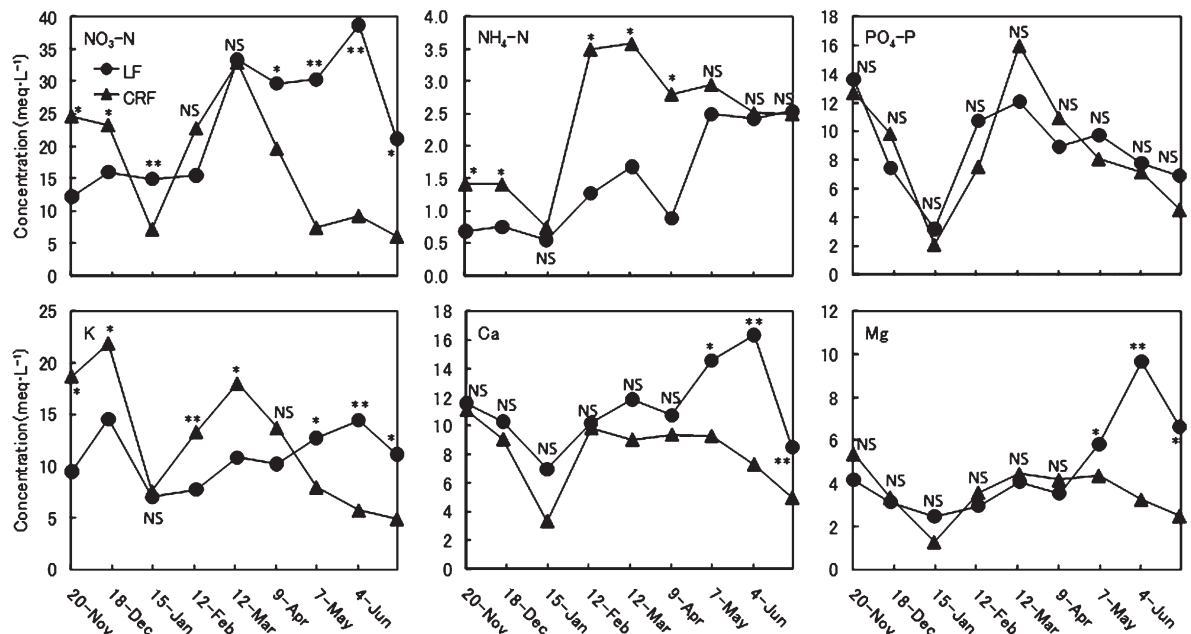 NO₃-N
LF
CRF
Concentration(meq·L⁻¹)
40
35
30
25
20
15
10
5
0
* * ** NS NS * ** ** *
NH₄-N
4.0
3.5
3.0
2.5
2.0
1.5
1.0
0.5
0.0
* * NS * * * NS NS NS
PO₄-P
18
16
14
12
10
8
6
4
2
0
NS NS NS NS NS NS NS NS NS
K
Concentration(meq·L⁻¹)
25
20
15
10
5
0
* * NS ** * NS * ** *
20-Nov
18-Dec
15-Jan
12-Feb
12-Mar
9-Apr
7-May
4-Jun
Ca
18
16
14
12
10
8
6
4
2
0
NS NS NS NS NS NS * ** **
20-Nov
18-Dec
15-Jan
12-Feb
12-Mar
9-Apr
7-May
4-Jun
Mg
12
10
8
6
4
2
0
NS NS NS NS NS NS * ** *
20-Nov
18-Dec
15-Jan
12-Feb
12-Mar
9-Apr
7-May
4-Jun